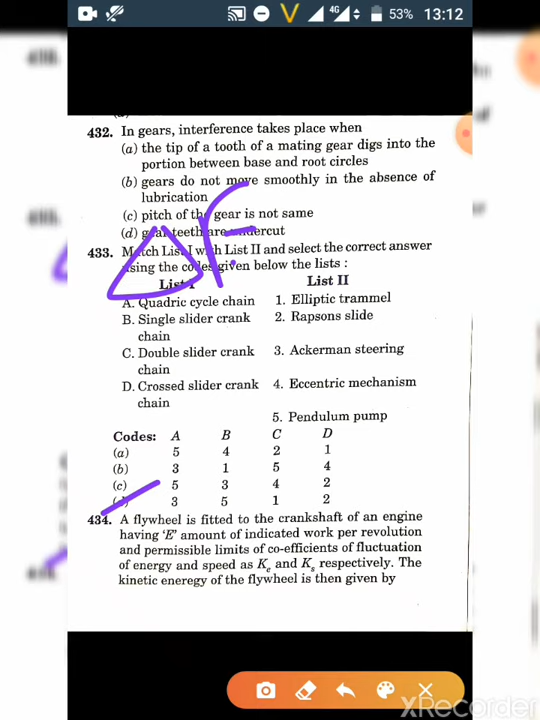 4G 53% 13:12
432. In gears, interference takes place when
(a) the tip of a tooth of a mating gear digs into the
portion between base and root circles
(b) gears do not move smoothly in the absence of
lubrication
(c) pitch of the gear is not same
(d) gear teeth are undercut
433. Match List I with List II and select the correct answer
using the codes given below the lists :
List I List II
A. Quadric cycle chain 1. Elliptic trammel
B. Single slider crank 2. Rapsons slide
chain
C. Double slider crank 3. Ackerman steering
chain
D. Crossed slider crank 4. Eccentric mechanism
chain
5. Pendulum pump
Codes: A B C D
(a) 5 4 2 1
(b) 3 1 5 4
(c) 5 3 4 2
(d) 3 5 1 2
434. A flywheel is fitted to the crankshaft of an engine
having 'E' amount of indicated work per revolution
and permissible limits of co-efficients of fluctuation
of energy and speed as Ke and Ks respectively. The
kinetic eneregy of the flywheel is then given by
XRecorder